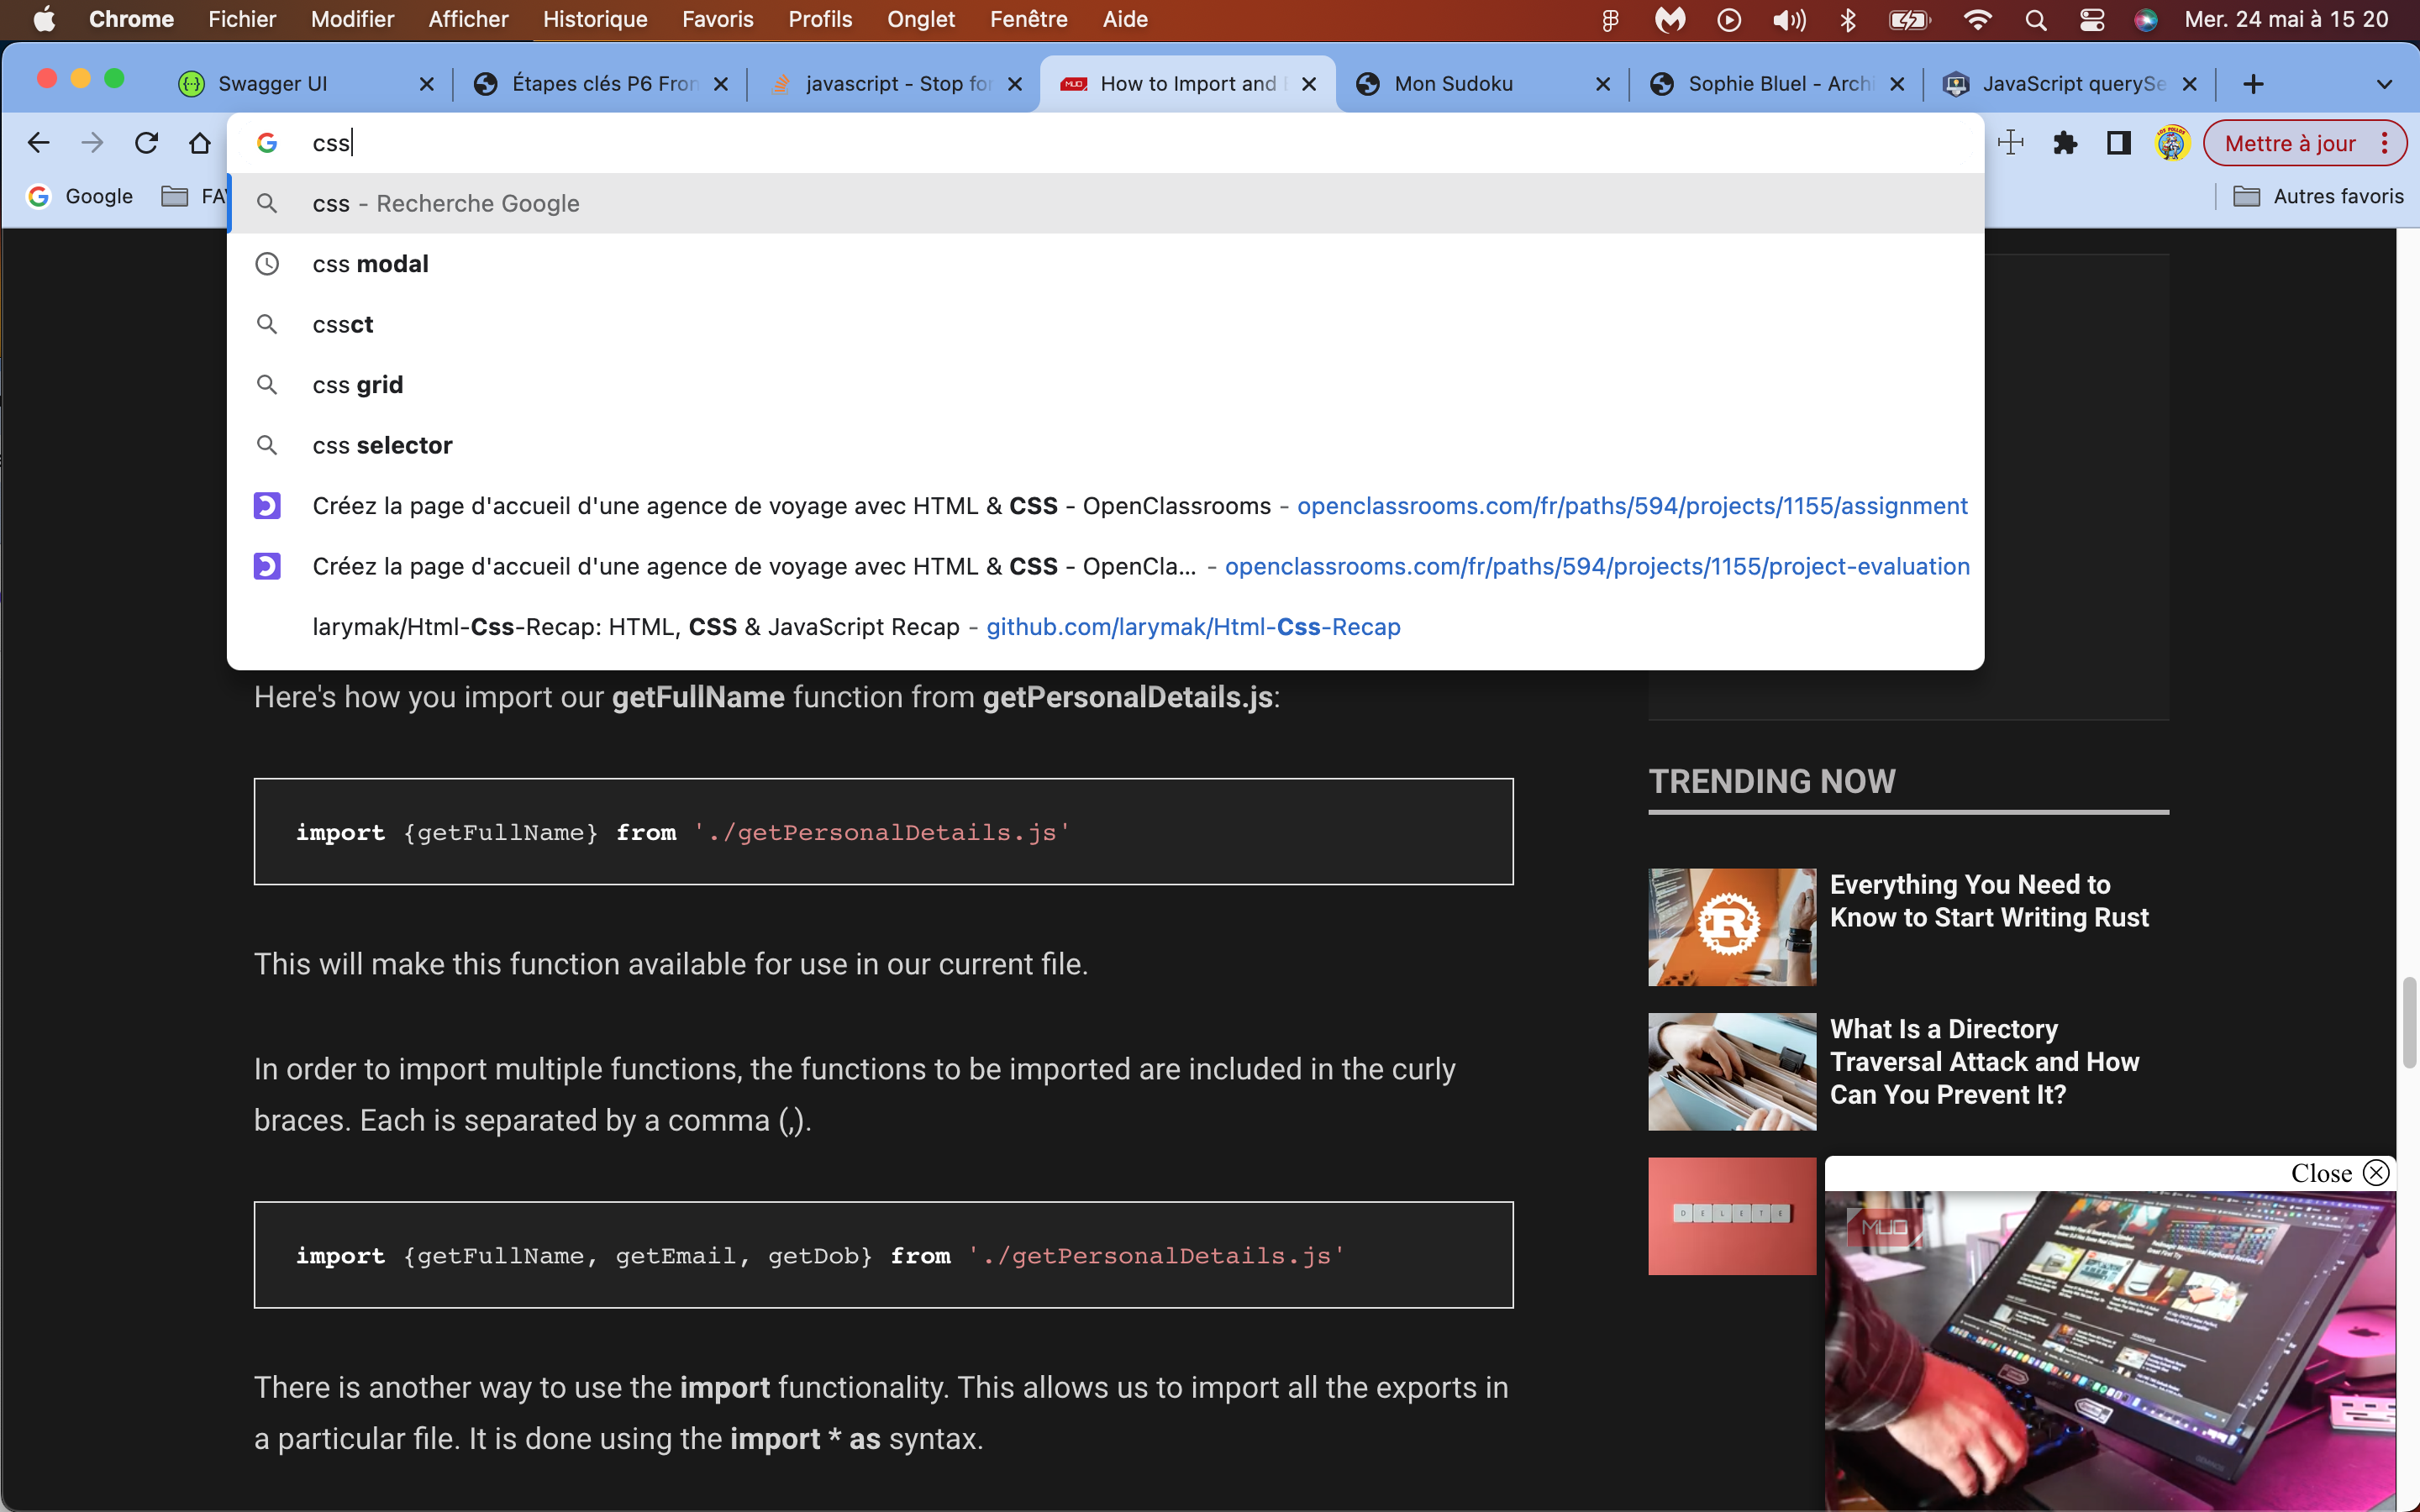 Chrome Fichier Modifier Afficher Historique Favoris Profils Onglet Fenêtre Aide Mer. 24 mai à 15 20
Swagger UI Étapes clés P6 Fron javascript - Stop for How to Import and Mon Sudoku Sophie Bluel - Archi JavaScript querySe
css Mettre à jour
Google FAV Autres favoris
css - Recherche Google
css modal
cssct
css grid
css selector
Créez la page d'accueil d'une agence de voyage avec HTML & CSS - OpenClassrooms - openclassrooms.com/fr/paths/594/projects/1155/assignment
Créez la page d'accueil d'une agence de voyage avec HTML & CSS - OpenCla... - openclassrooms.com/fr/paths/594/projects/1155/project-evaluation
larymak/Html-Css-Recap: HTML, CSS & JavaScript Recap - github.com/larymak/Html-Css-Recap
Here's how you import our getFullName function from getPersonalDetails.js:
import {getFullName} from './getPersonalDetails.js'
This will make this function available for use in our current file.
In order to import multiple functions, the functions to be imported are included in the curly
braces. Each is separated by a comma (,).
import {getFullName, getEmail, getDob} from './getPersonalDetails.js'
There is another way to use the import functionality. This allows us to import all the exports in
a particular file. It is done using the import * as syntax.
TRENDING NOW
Everything You Need to
Know to Start Writing Rust
What Is a Directory
Traversal Attack and How
Can You Prevent It?
DELETE
Close
MUO